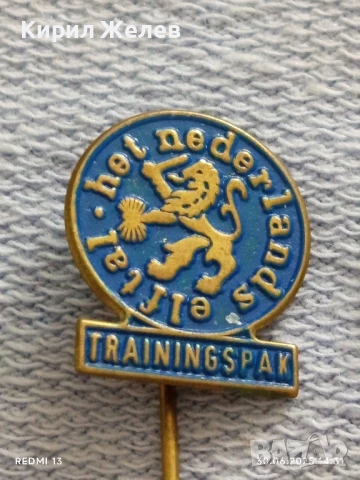 Кирил Желев
het nederlands elftal
TRAININGSPAK
REDMI 13